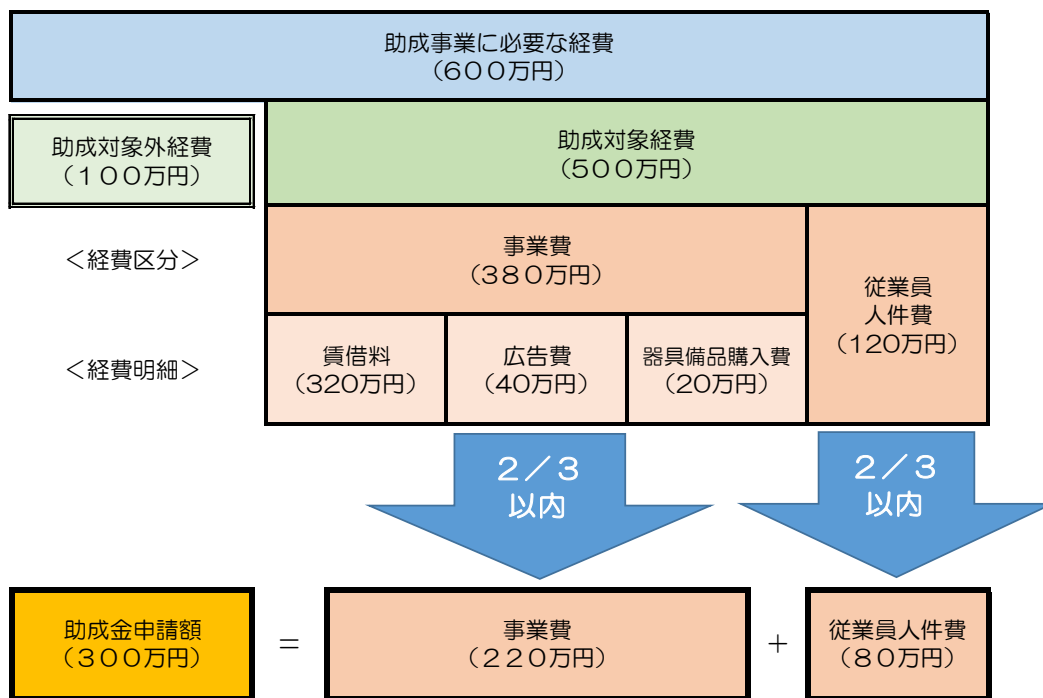 助成事業に必要な経費
（６００万円）
助成対象外経費
（１００万円）
助成対象経費
（５００万円）
＜経費区分＞
事業費
（３８０万円）
従業員
人件費
（120万円）
＜経費明細＞
賃借料
（320万円）
広告費
（40万円）
器具備品購入費
（20万円）
２／３
以内
２／３
以内
助成金申請額
（３００万円）
＝
事業費
（２２０万円）
＋
従業員人件費
（８０万円）